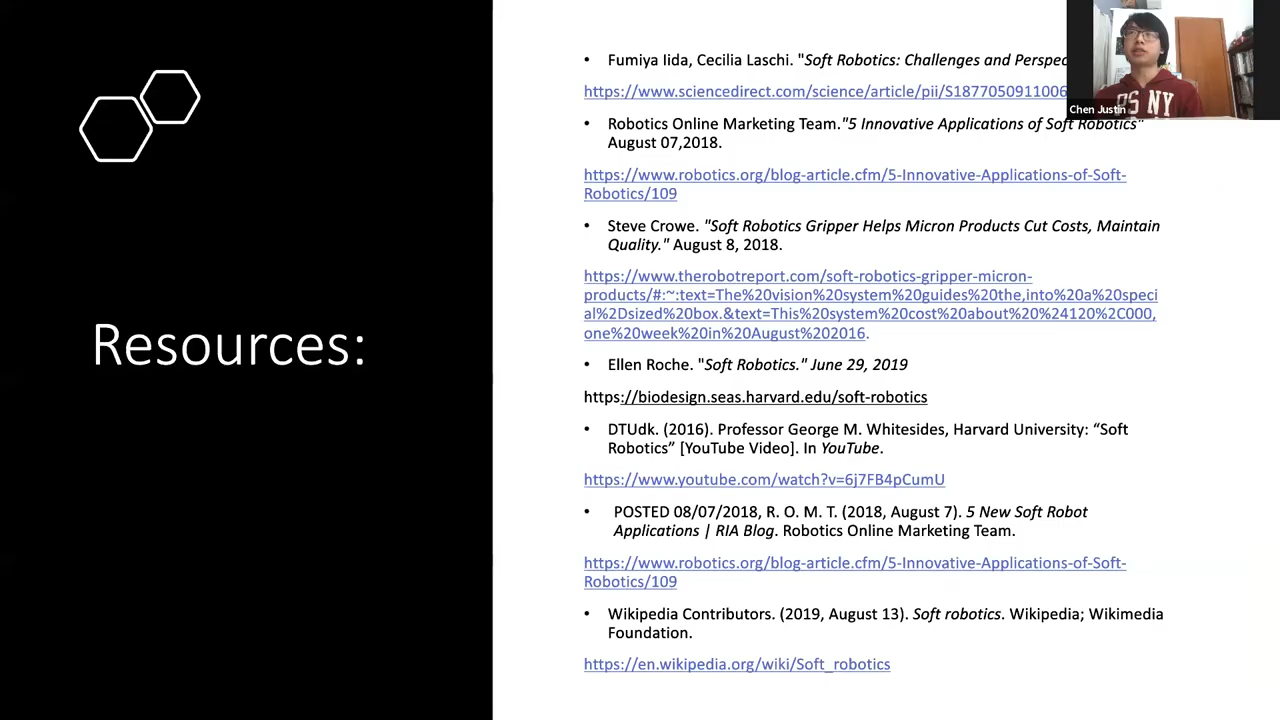 Resources:
• Fumiya Iida, Cecilia Laschi. "Soft Robotics: Challenges and
https://www.sciencedirect.com/science/article/pii/S1877050911006
• Robotics Online Marketing Team."5 Innovative Applications of Soft Robotics"
August 07,2018.
https://www.robotics.org/blog-article.cfm/5-Innovative-Applications-of-Soft-
Robotics/109
• Steve Crowe. "Soft Robotics Gripper Helps Micron Products Cut Costs, Maintain
Quality." August 8, 2018.
https://www.therobotreport.com/soft-robotics-gripper-micron-
products/#:~:text=The%20vision%20system%20guides%20the,into%20a%20speci
al%2Dsized%20box.&text=This%20system%20cost%20about%20%24120%2C000,
one%20week%20in%20August%202016.
• Ellen Roche. "Soft Robotics." June 29, 2019
https://biodesign.seas.harvard.edu/soft-robotics
• DTUdk. (2016). Professor George M. Whitesides, Harvard University: “Soft
Robotics” [YouTube Video]. In YouTube.
https://www.youtube.com/watch?v=6j7FB4pCumU
• POSTED 08/07/2018, R. O. M. T. (2018, August 7). 5 New Soft Robot
Applications | RIA Blog. Robotics Online Marketing Team.
https://www.robotics.org/blog-article.cfm/5-Innovative-Applications-of-Soft-
Robotics/109
• Wikipedia Contributors. (2019, August 13). Soft robotics. Wikipedia; Wikimedia
Foundation.
https://en.wikipedia.org/wiki/Soft_robotics
Chen Justin
NY